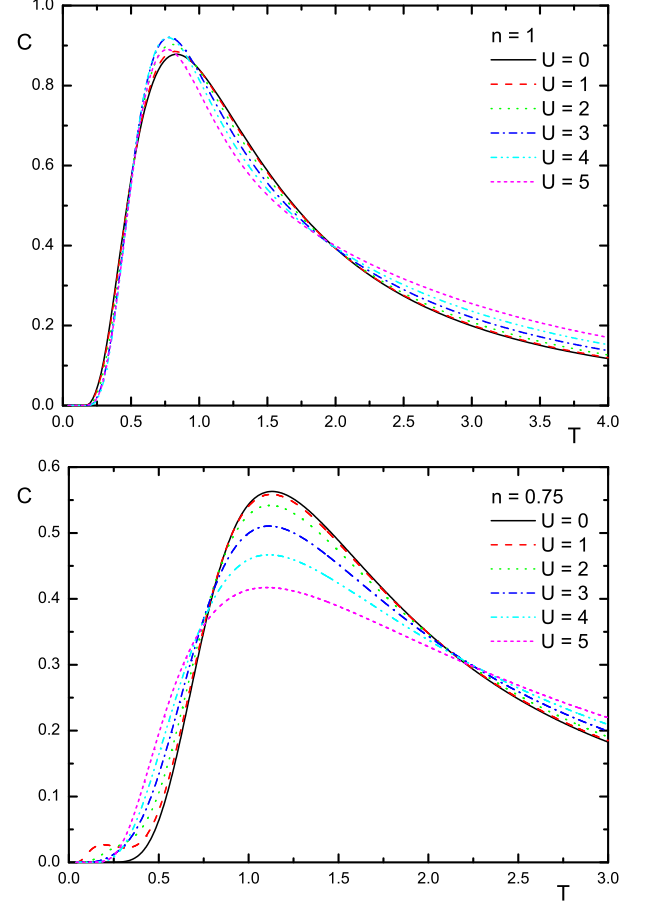 1.0
C
n = 1
U = 0
0.8
U = 1
U = 2
U = 3
0.6
U = 4
U = 5
0.4
0.2
0.0
0.0 0.5 1.0 1.5 2.0 2.5 3.0 3.5 4.0
T
0.6
C
n = 0.75
U = 0
0.5
U = 1
U = 2
U = 3
0.4
U = 4
U = 5
0.3
0.2
0.1
0.0
0.0 0.5 1.0 1.5 2.0 2.5 3.0
T